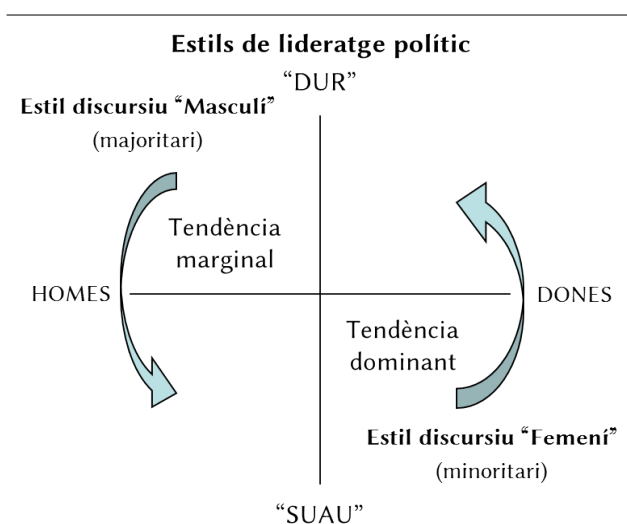 Estils de lideratge polític
“DUR”
Estil discursiu “Masculí”
(majoritari)
Tendència
marginal
HOMES
DONES
Tendència
dominant
Estil discursiu “Femení”
(minoritari)
“SUAU”